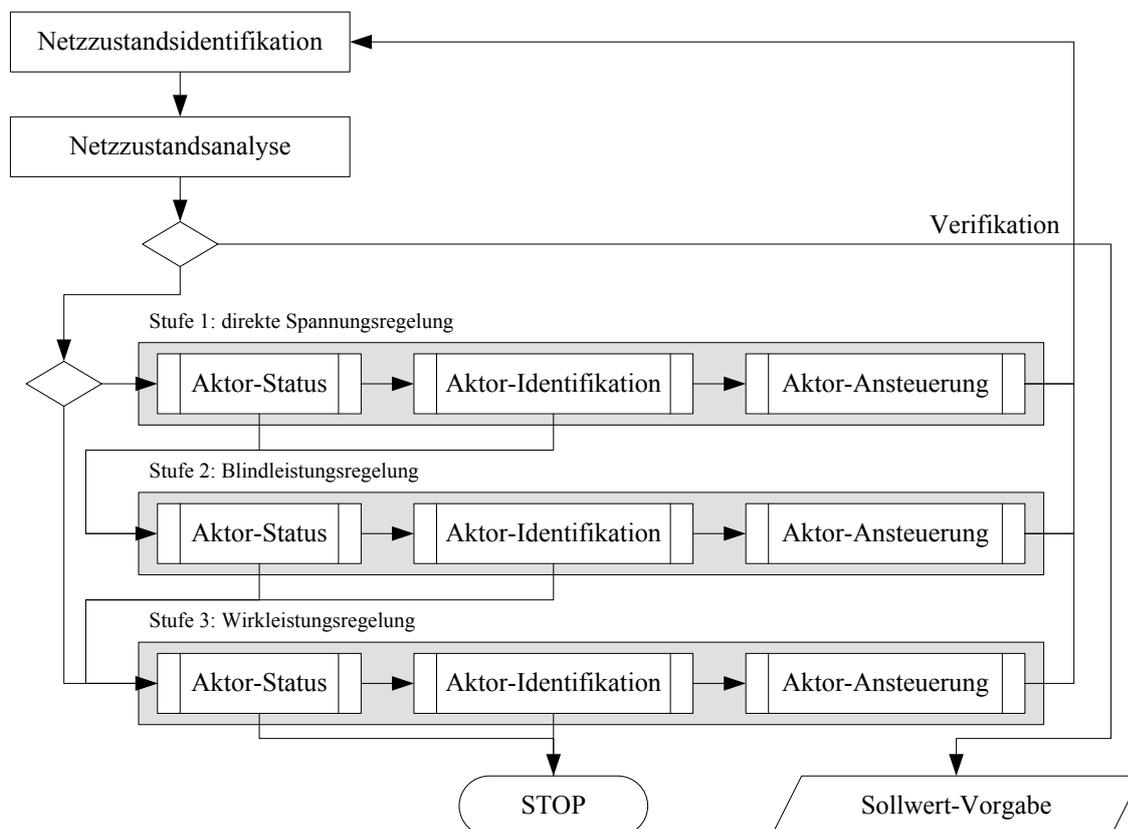 Netzzustandsidentifikation
Netzzustandsanalyse
Verifikation
Stufe 1: direkte Spannungsregelung
Aktor-Status
Aktor-Identifikation
Aktor-Ansteuerung
Stufe 2: Blindleistungsregelung
Aktor-Status
Aktor-Identifikation
Aktor-Ansteuerung
Stufe 3: Wirkleistungsregelung
Aktor-Status
Aktor-Identifikation
Aktor-Ansteuerung
STOP
Sollwert-Vorgabe